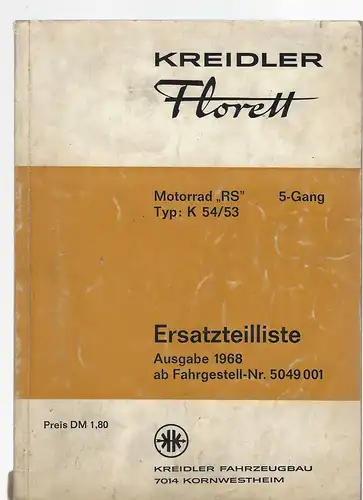 KREIDLER
Florett
Motorrad „RS" 5-Gang
Typ: K 54/53
Ersatzteilliste
Ausgabe 1968
ab Fahrgestell-Nr. 5049 001
Preis DM 1,80
KREIDLER FAHRZEUGBAU
7014 KORNWESTHEIM